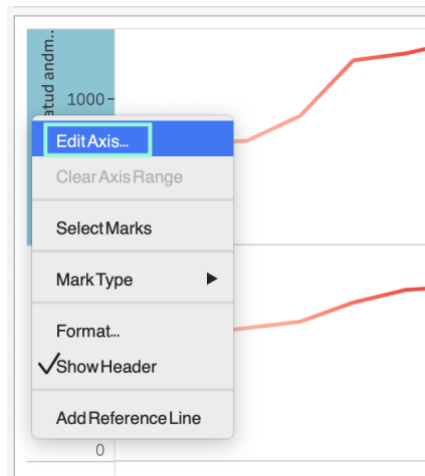 atud andm..
1000
Edit Axis...
Clear Axis Range
Select Marks
Mark Type
Format...
Show Header
Add Reference Line
0